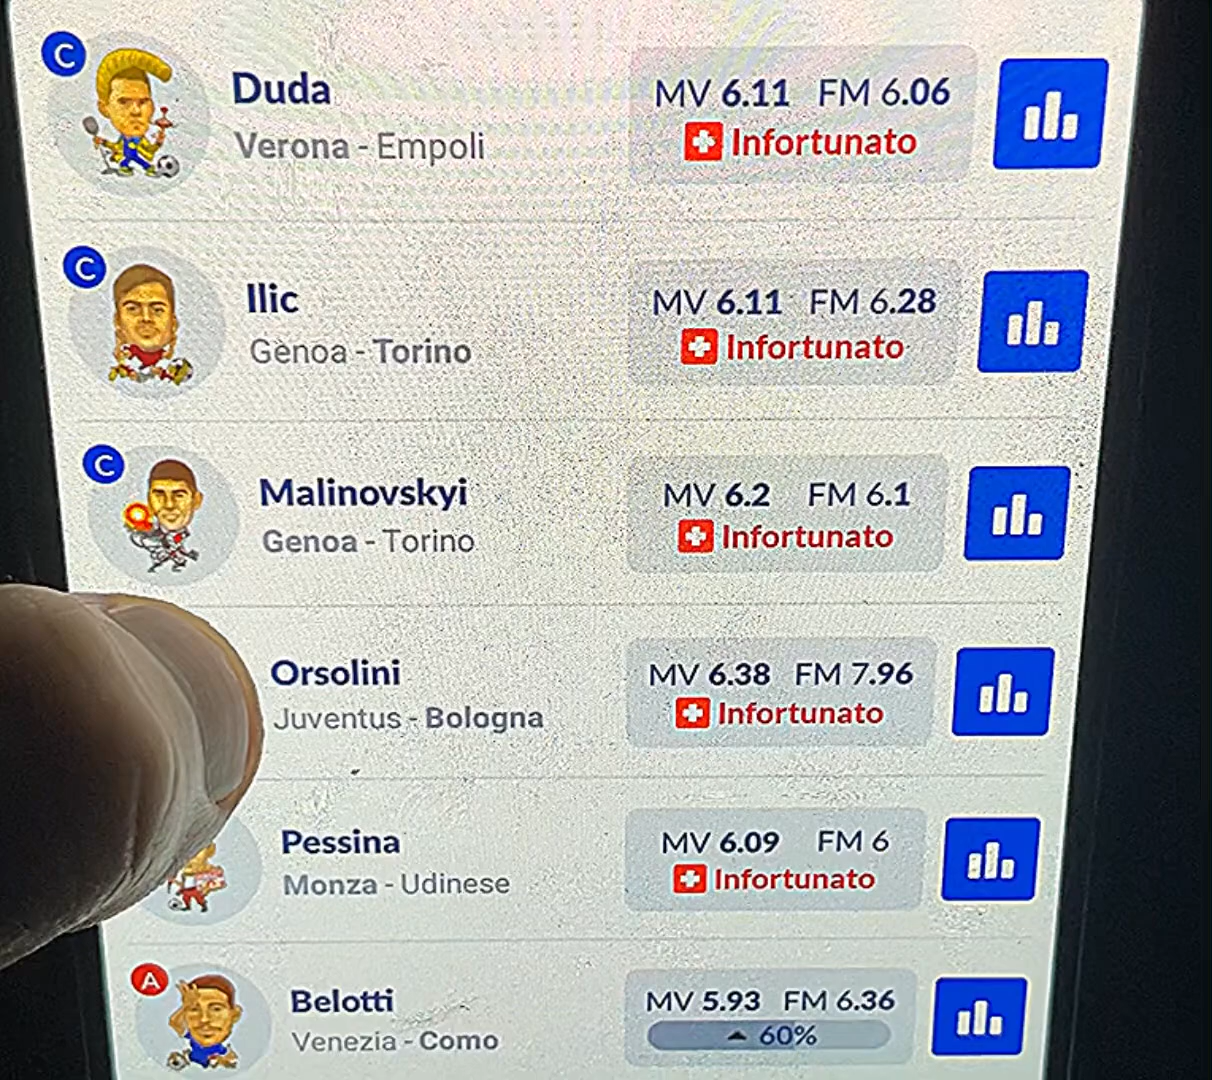 C
Duda
MV 6.11 FM 6.06
Verona - Empoli
Infortunato
C
Ilic
MV 6.11 FM 6.28
Genoa - Torino
Infortunato
C
Malinovskyi
MV 6.2 FM 6.1
Genoa - Torino
Infortunato
Orsolini
MV 6.38 FM 7.96
Juventus - Bologna
Infortunato
Pessina
MV 6.09 FM 6
Monza - Udinese
Infortunato
A
Belotti
MV 5.93 FM 6.36
Venezia - Como
60%